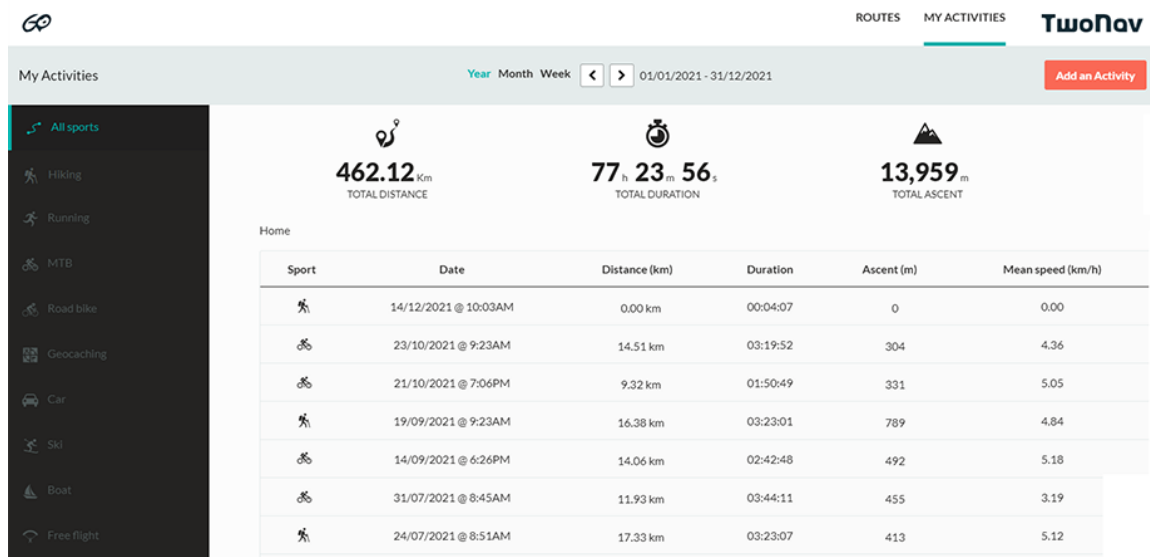 GO
ROUTES MY ACTIVITIES TwoNav
My Activities Year Month Week < > 01/01/2021 - 31/12/2021 Add an Activity
All sports
Hiking
Running
MTB
Road bike
Geocaching
Car
Ski
Boat
Free flight
462.12 Km 77 h 23 m 56 s 13,959 m
TOTAL DISTANCE TOTAL DURATION TOTAL ASCENT
Home
Sport Date Distance (km) Duration Ascent (m) Mean speed (km/h)
14/12/2021 @ 10:03AM 0.00 km 00:04:07 0 0.00
23/10/2021 @ 9:23AM 14.51 km 03:19:52 304 4.36
21/10/2021 @ 7:06PM 9.32 km 01:50:49 331 5.05
19/09/2021 @ 9:23AM 16.38 km 03:23:01 789 4.84
14/09/2021 @ 6:26PM 14.06 km 02:42:48 492 5.18
31/07/2021 @ 8:45AM 11.93 km 03:44:11 455 3.19
24/07/2021 @ 8:51AM 17.33 km 03:23:07 413 5.12